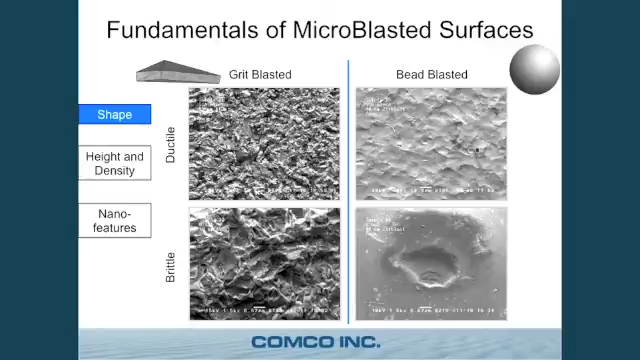 Fundamentals of MicroBlasted Surfaces
Grit Blasted
Bead Blasted
Shape
Height and
Density
Nano-
features
Ductile
Brittle
COMCO INC.